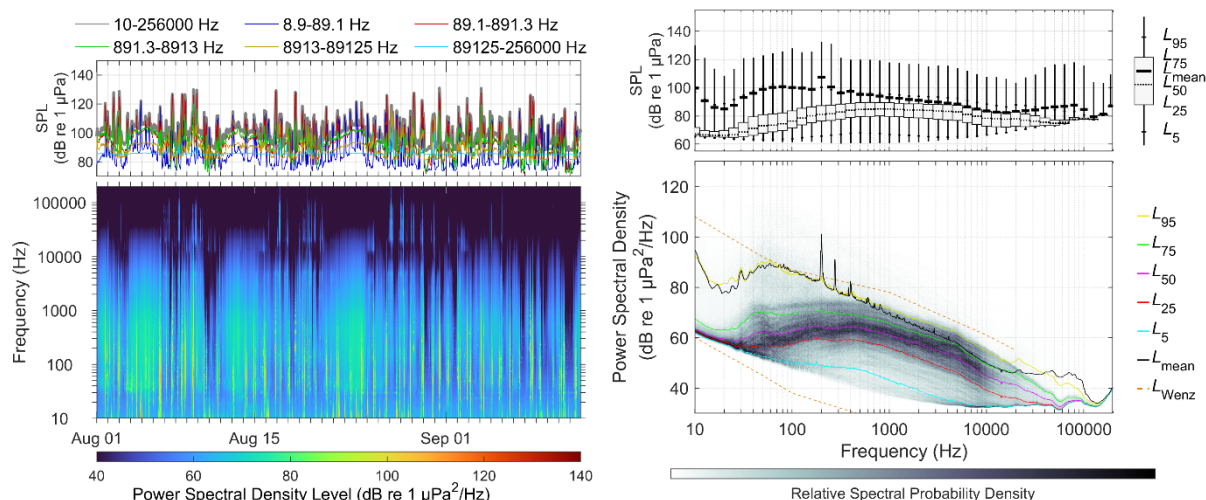 10-256000 Hz
8.9-89.1 Hz
89.1-891.3 Hz
891.3-8913 Hz
8913-89125 Hz
89125-256000 Hz
SPL
(dB re 1 µPa)
140
120
100
80
Frequency (Hz)
100000
10000
1000
100
10
Aug 01
Aug 15
Sep 01
40
60
80
100
120
140
Power Spectral Density Level (dB re 1 µPa²/Hz)
SPL
(dB re 1 µPa)
140
120
100
80
60
L95
L75
Lmean
L50
L25
L5
Power Spectral Density
(dB re 1 µPa²/Hz)
120
100
80
60
40
10
100
1000
10000
100000
Frequency (Hz)
L95
L75
L50
L25
L5
Lmean
LWenz
Relative Spectral Probability Density